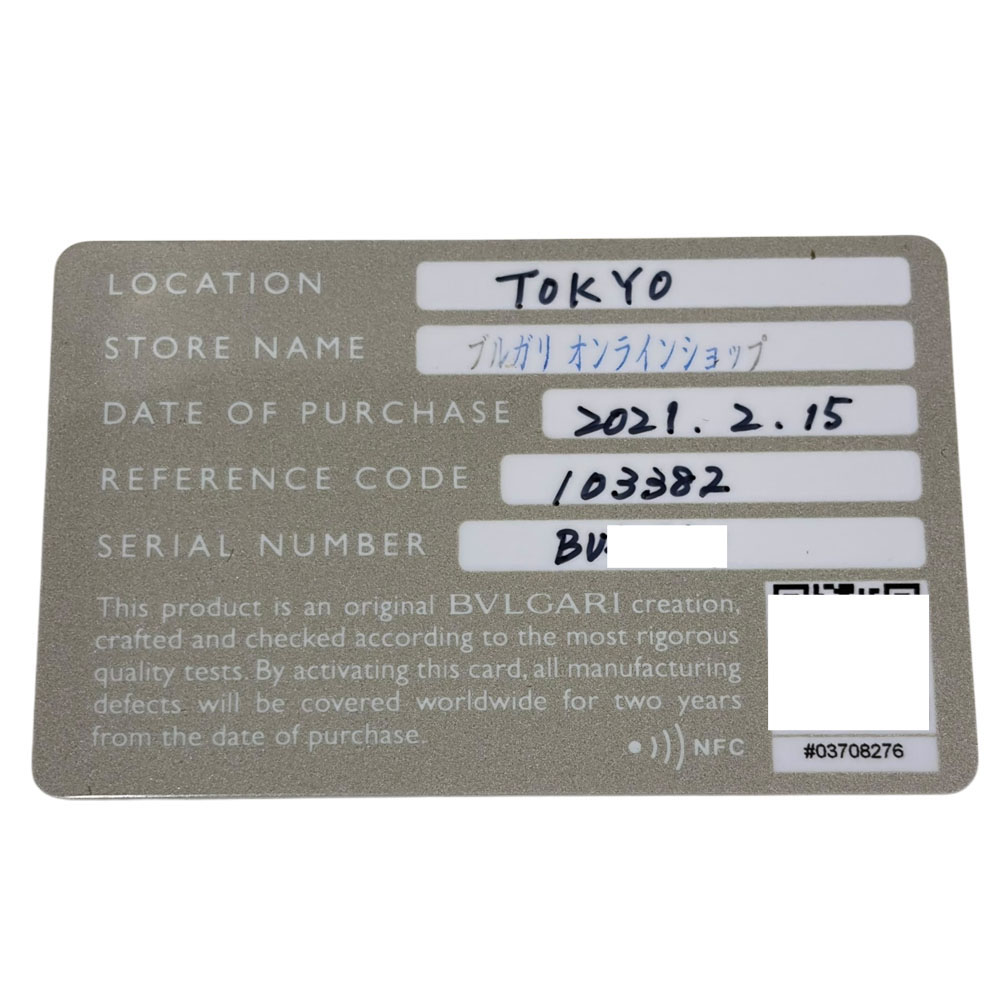 LOCATION TOKYO
STORE NAME ブルガリ オンラインショップ
DATE OF PURCHASE 2021.2.15
REFERENCE CODE 103382
SERIAL NUMBER BV
This product is an original BVLGARI creation,
crafted and checked according to the most rigorous
quality tests. By activating this card, all manufacturing
defects will be covered worldwide for two years
from the date of purchase.
NFC
#03708276